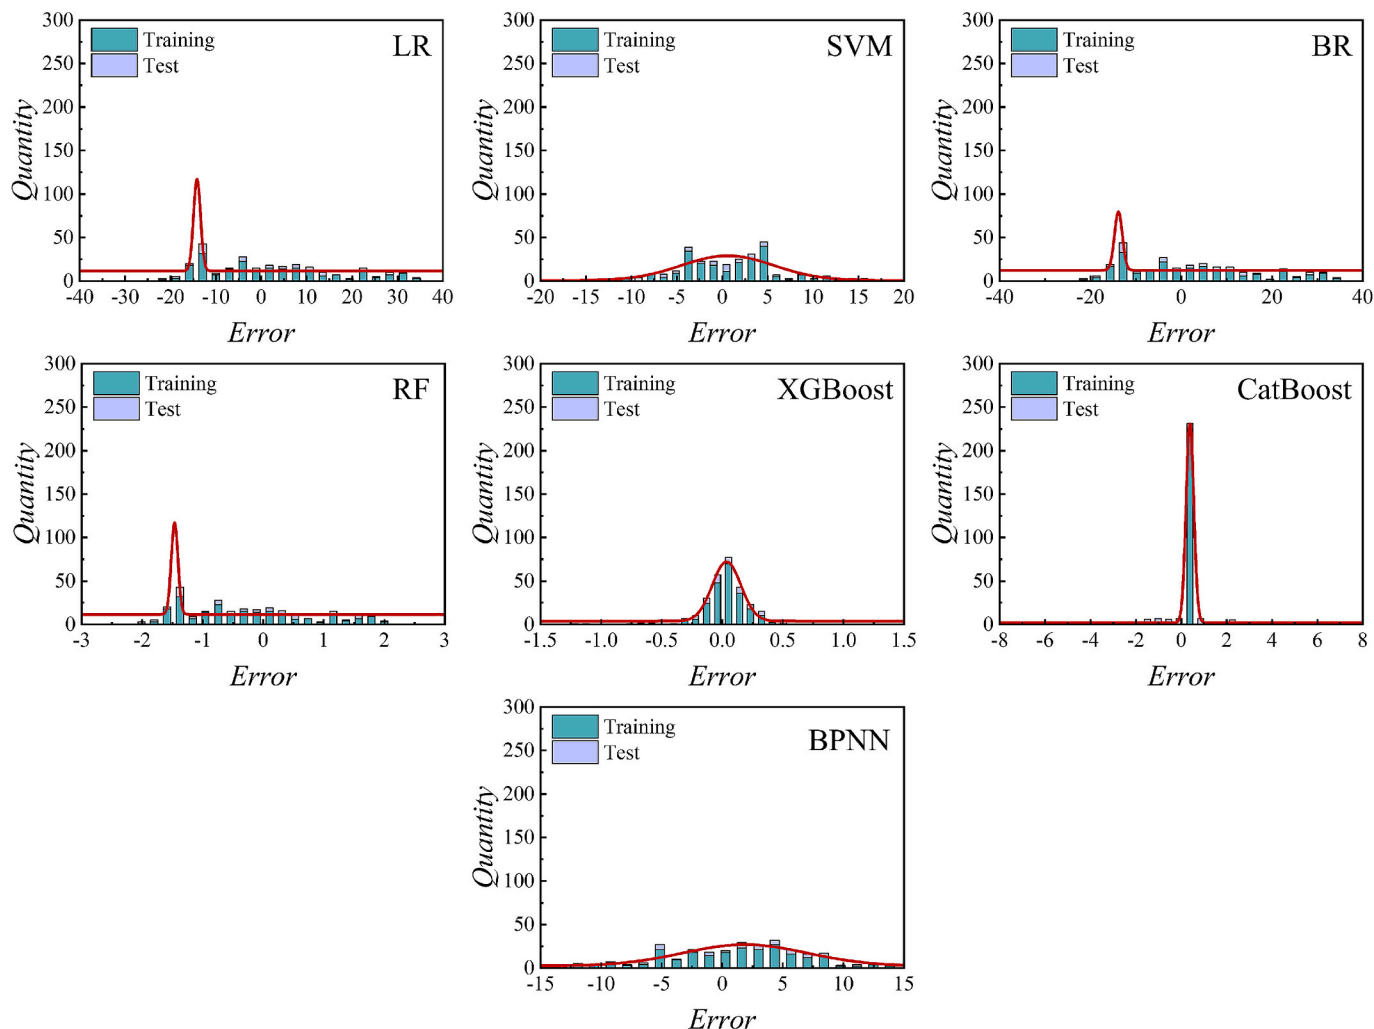 LR
Training
Test
300
250
200
150
100
50
0
Quantity
-40 -30 -20 -10 0 10 20 30 40
Error
SVM
Training
Test
300
250
200
150
100
50
0
Quantity
-20 -15 -10 -5 0 5 10 15 20
Error
BR
Training
Test
300
250
200
150
100
50
0
Quantity
-40 -20 0 20 40
Error
RF
Training
Test
300
250
200
150
100
50
0
Quantity
-3 -2 -1 0 1 2 3
Error
XGBoost
Training
Test
300
250
200
150
100
50
0
Quantity
-1.5 -1.0 -0.5 0.0 0.5 1.0 1.5
Error
CatBoost
Training
Test
300
250
200
150
100
50
0
Quantity
-8 -6 -4 -2 0 2 4 6 8
Error
BPNN
Training
Test
300
250
200
150
100
50
0
Quantity
-15 -10 -5 0 5 10 15
Error